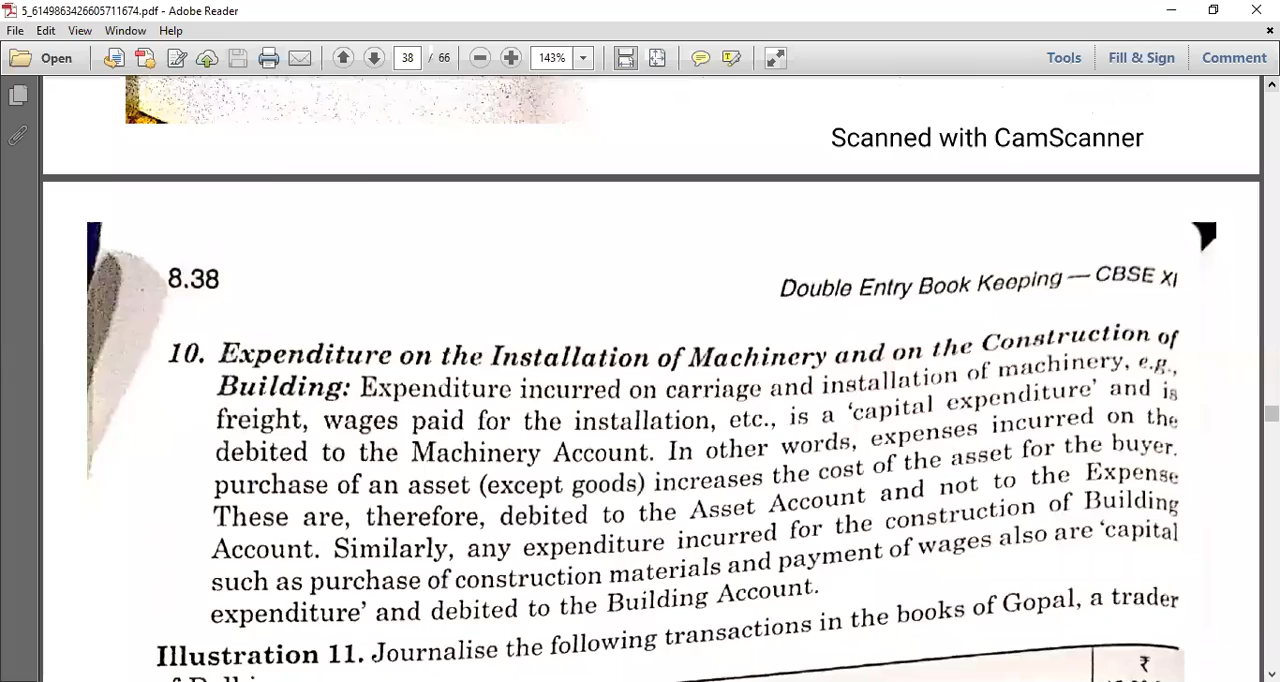 5_6149863426605711674.pdf - Adobe Reader
File Edit View Window Help
Open 38 / 66 143% Tools Fill & Sign Comment
Scanned with CamScanner
8.38
Double Entry Book Keeping — CBSE XI
10. Expenditure on the Installation of Machinery and on the Construction of
Building: Expenditure incurred on carriage and installation of machinery, e.g.,
freight, wages paid for the installation, etc., is a ‘capital expenditure’ and is
debited to the Machinery Account. In other words, expenses incurred on the
purchase of an asset (except goods) increases the cost of the asset for the buyer.
These are, therefore, debited to the Asset Account and not to the Expense
Account. Similarly, any expenditure incurred for the construction of Building
such as purchase of construction materials and payment of wages also are ‘capital
expenditure’ and debited to the Building Account.
Illustration 11. Journalise the following transactions in the books of Gopal, a trader
₹